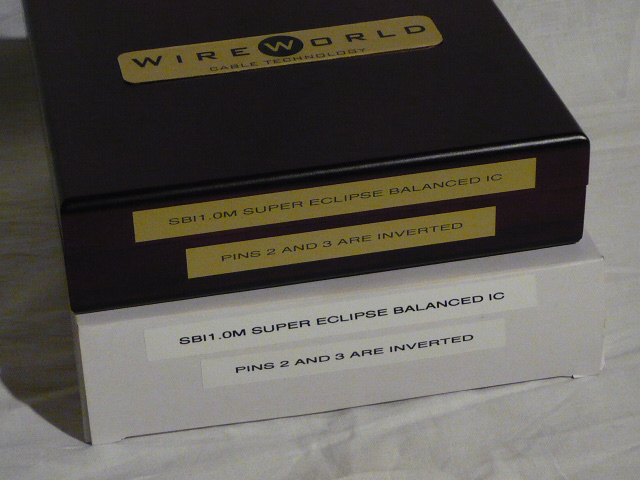 WIREWORLD
CABLE TECHNOLOGY
SBI1.0M SUPER ECLIPSE BALANCED IC
PINS 2 AND 3 ARE INVERTED
SBI1.0M SUPER ECLIPSE BALANCED IC
PINS 2 AND 3 ARE INVERTED